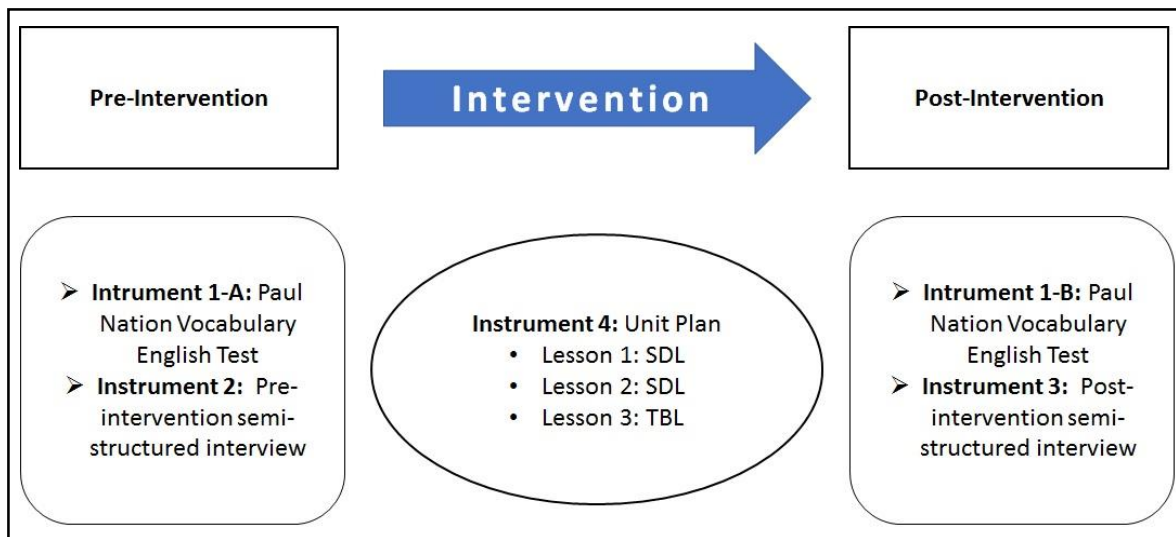 Pre-Intervention
Intervention
Post-Intervention
➢ Intrument 1-A: Paul
Nation Vocabulary
English Test
➢ Instrument 2: Pre-
intervention semi-
structured interview
Instrument 4: Unit Plan
• Lesson 1: SDL
• Lesson 2: SDL
• Lesson 3: TBL
➢ Intrument 1-B: Paul
Nation Vocabulary
English Test
➢ Instrument 3: Post-
intervention semi-
structured interview